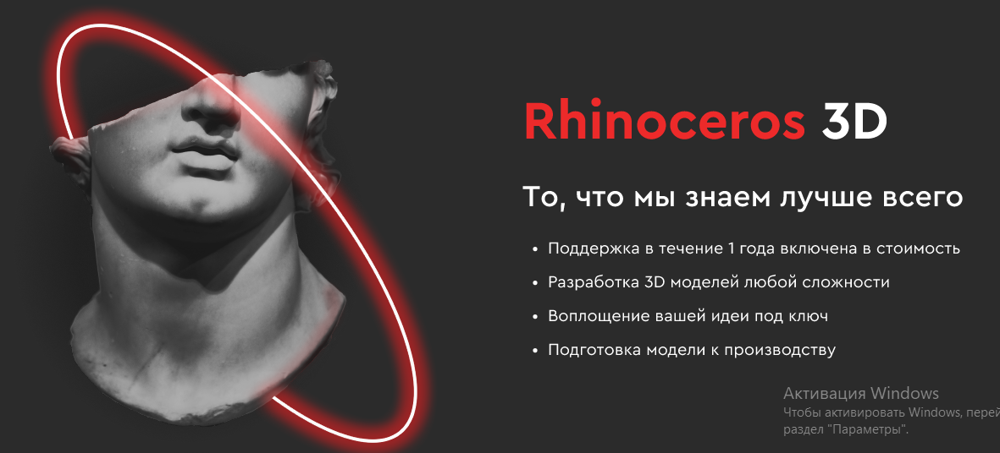 Rhinoceros 3D
То, что мы знаем лучше всего
• Поддержка в течение 1 года включена в стоимость
• Разработка 3D моделей любой сложности
• Воплощение вашей идеи под ключ
• Подготовка модели к производству
Активация Windows
Чтобы активировать Windows, перей
раздел "Параметры".